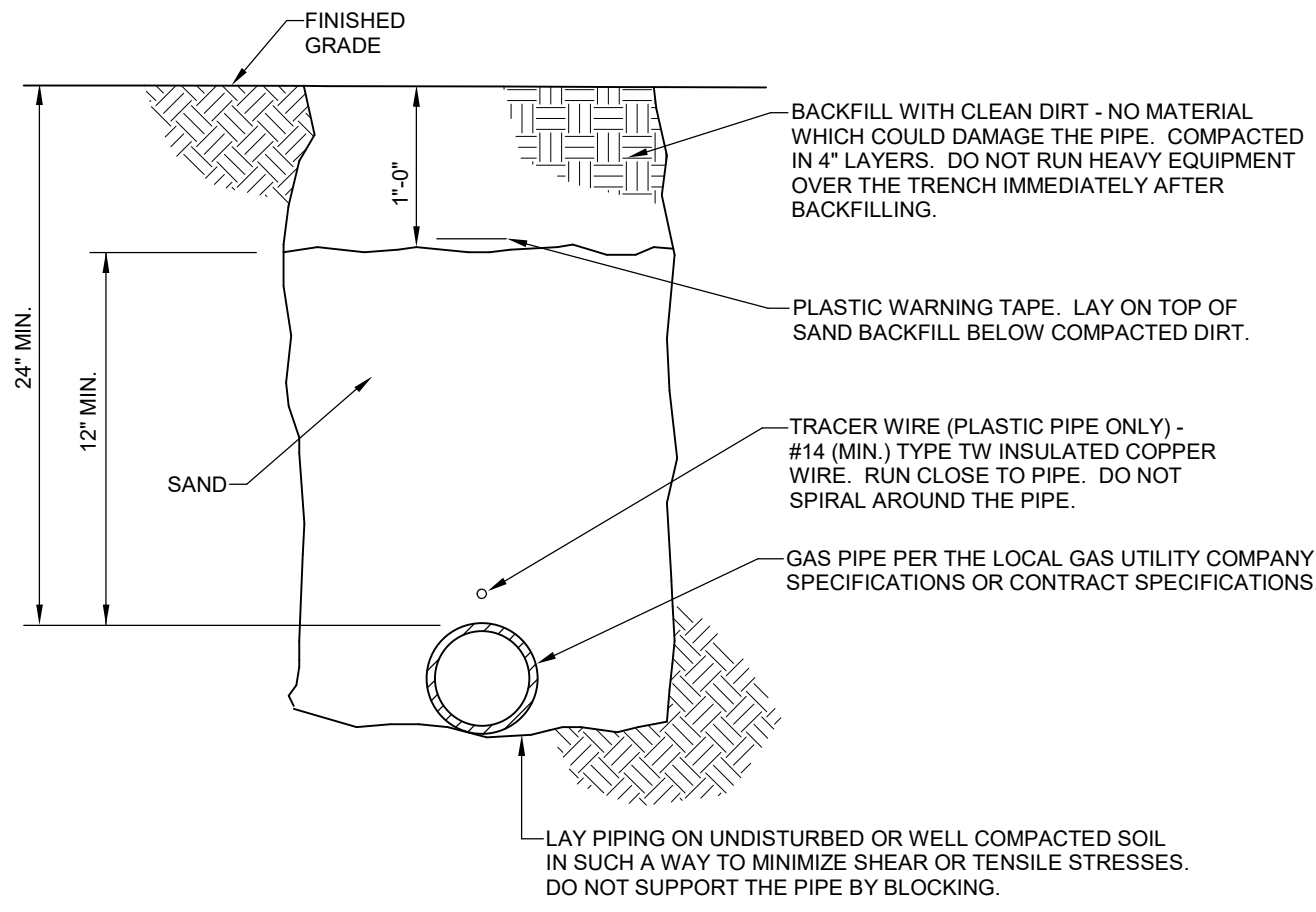 FINISHED
GRADE
BACKFILL WITH CLEAN DIRT - NO MATERIAL
WHICH COULD DAMAGE THE PIPE. COMPACTED
IN 4" LAYERS. DO NOT RUN HEAVY EQUIPMENT
OVER THE TRENCH IMMEDIATELY AFTER
BACKFILLING.
1"-0"
PLASTIC WARNING TAPE. LAY ON TOP OF
SAND BACKFILL BELOW COMPACTED DIRT.
24" MIN.
12" MIN.
TRACER WIRE (PLASTIC PIPE ONLY) -
#14 (MIN.) TYPE TW INSULATED COPPER
WIRE. RUN CLOSE TO PIPE. DO NOT
SPIRAL AROUND THE PIPE.
SAND
GAS PIPE PER THE LOCAL GAS UTILITY COMPANY
SPECIFICATIONS OR CONTRACT SPECIFICATIONS.
LAY PIPING ON UNDISTURBED OR WELL COMPACTED SOIL
IN SUCH A WAY TO MINIMIZE SHEAR OR TENSILE STRESSES.
DO NOT SUPPORT THE PIPE BY BLOCKING.